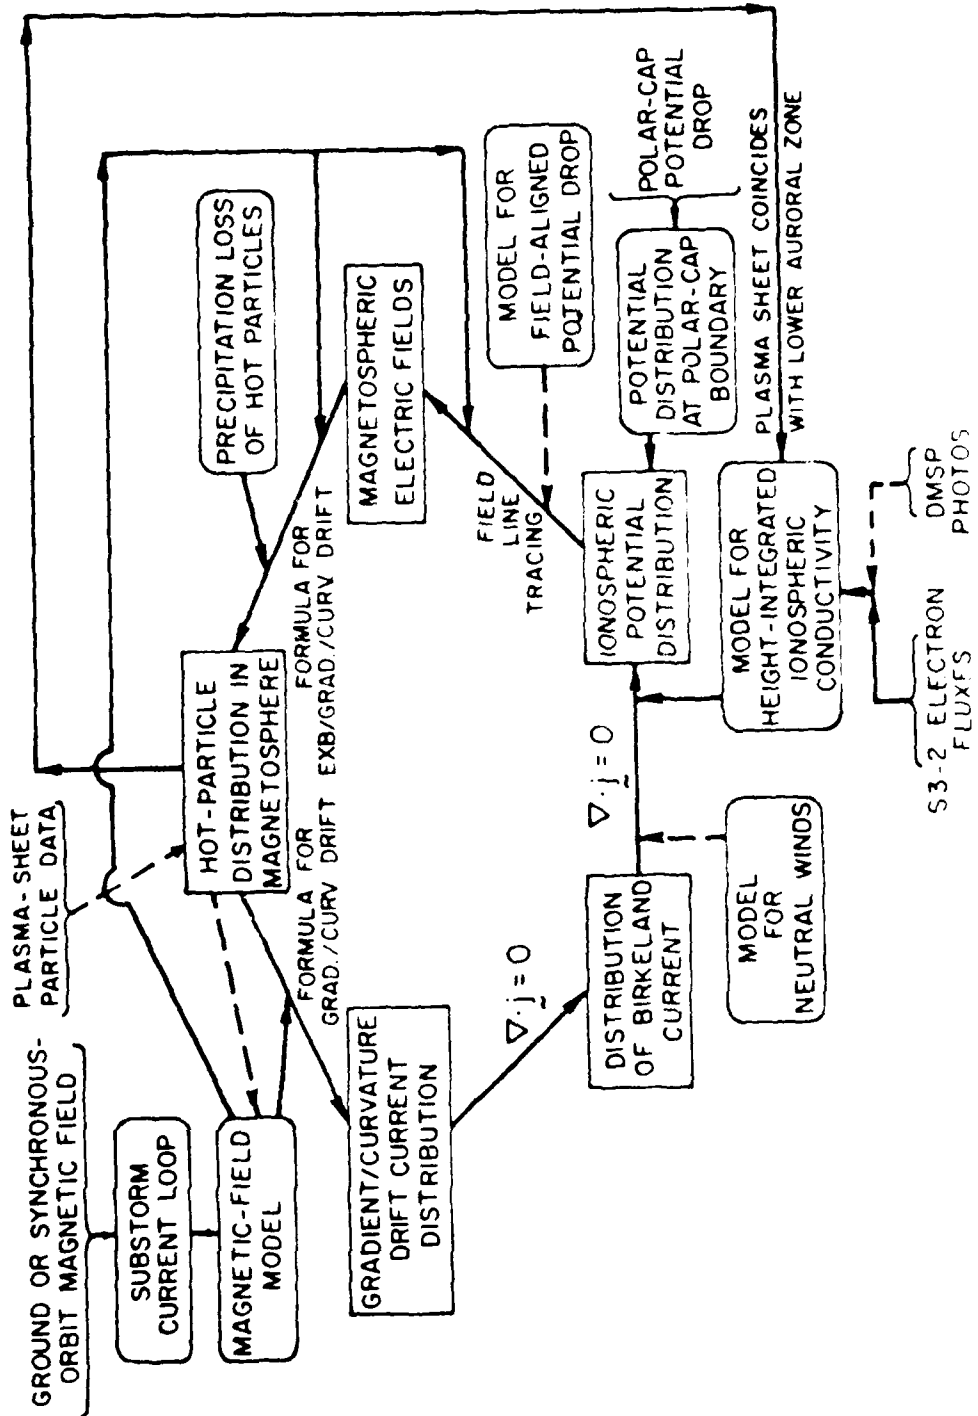 GROUND OR SYNCHRONOUS-
ORBIT MAGNETIC FIELD
SUBSTORM
CURRENT LOOP
MAGNETIC-FIELD
MODEL
PLASMA-SHEET
PARTICLE DATA
HOT-PARTICLE
DISTRIBUTION IN
MAGNETOSPHERE
PRECIPITATION LOSS
OF HOT PARTICLES
FORMULA FOR
GRAD./CURV DRIFT
FORMULA FOR
EXB/GRAD./CURV DRIFT
MAGNETOSPHERIC
ELECTRIC FIELDS
GRADIENT/CURVATURE
DRIFT CURRENT
DISTRIBUTION
MODEL FOR
FIELD-ALIGNED
POTENTIAL DROP
FIELD
LINE
TRACING
∇·j = 0
DISTRIBUTION
OF BIRKELAND
CURRENT
∇·j = 0
IONOSPHERIC
POTENTIAL
DISTRIBUTION
POTENTIAL
DISTRIBUTION
AT POLAR-CAP
BOUNDARY
POLAR-CAP
POTENTIAL
DROP
MODEL
FOR
NEUTRAL WINDS
MODEL FOR
HEIGHT-INTEGRATED
IONOSPHERIC
CONDUCTIVITY
PLASMA SHEET COINCIDES
WITH LOWER AURORAL ZONE
S3-2 ELECTRON
FLUXES
DMSP
PHOTOS